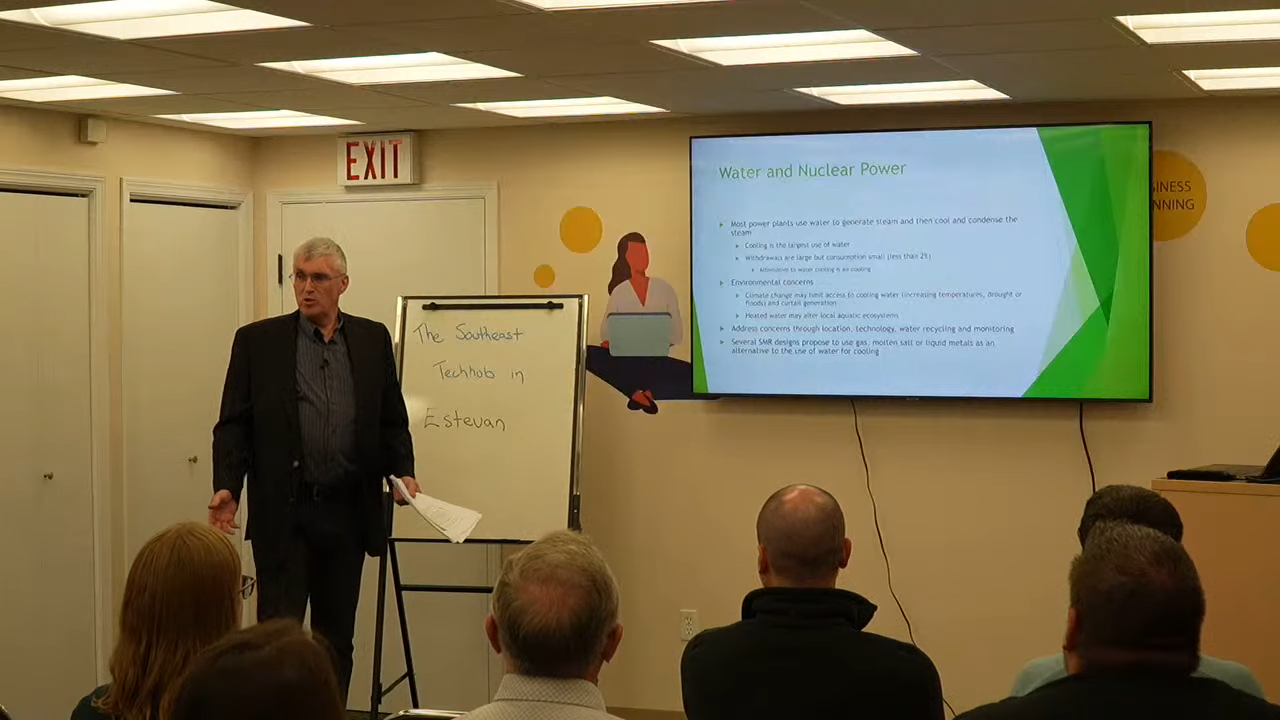 EXIT
The Southeast
Techhub in
Estevan
Water and Nuclear Power
Most power plants use water to generate steam and then cool and condense the
steam
Cooling is the largest use of water
Withdrawals are large but consumption small (less than 2%)
Alternative to water cooling is air cooling
Environmental concerns
Climate change may limit access to cooling water (increasing temperatures, drought or
floods) and curtail generation
Heated water may alter local aquatic ecosystems
Address concerns through location, technology, water recycling and monitoring
Several SMR designs propose to use gas, molten salt or liquid metals as an
alternative to the use of water for cooling
INESS
NNING